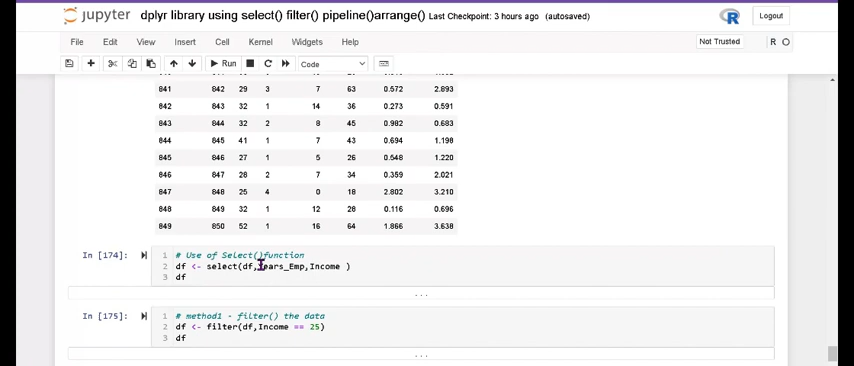 jupyter dplyr library using select() filter() pipeline()arrange() Last Checkpoint: 3 hours ago (autosaved) R Logout
File Edit View Insert Cell Kernel Widgets Help Not Trusted R
Run Code
841 842 29 3 7 63 0.572 2.893
842 843 32 1 14 36 0.273 0.591
843 844 32 2 8 45 0.982 0.683
844 845 41 1 7 43 0.694 1.198
845 846 27 1 5 26 0.548 1.220
846 847 28 2 7 34 0.359 2.021
847 848 25 4 0 18 2.802 3.210
848 849 32 1 12 28 0.116 0.696
849 850 52 1 16 64 1.866 3.638
In [174]: 1 # Use of Select()function
2 df <- select(df,Years_Emp,Income )
3 df
...
In [175]: 1 # method1 - filter() the data
2 df <- filter(df,Income == 25)
3 df
...